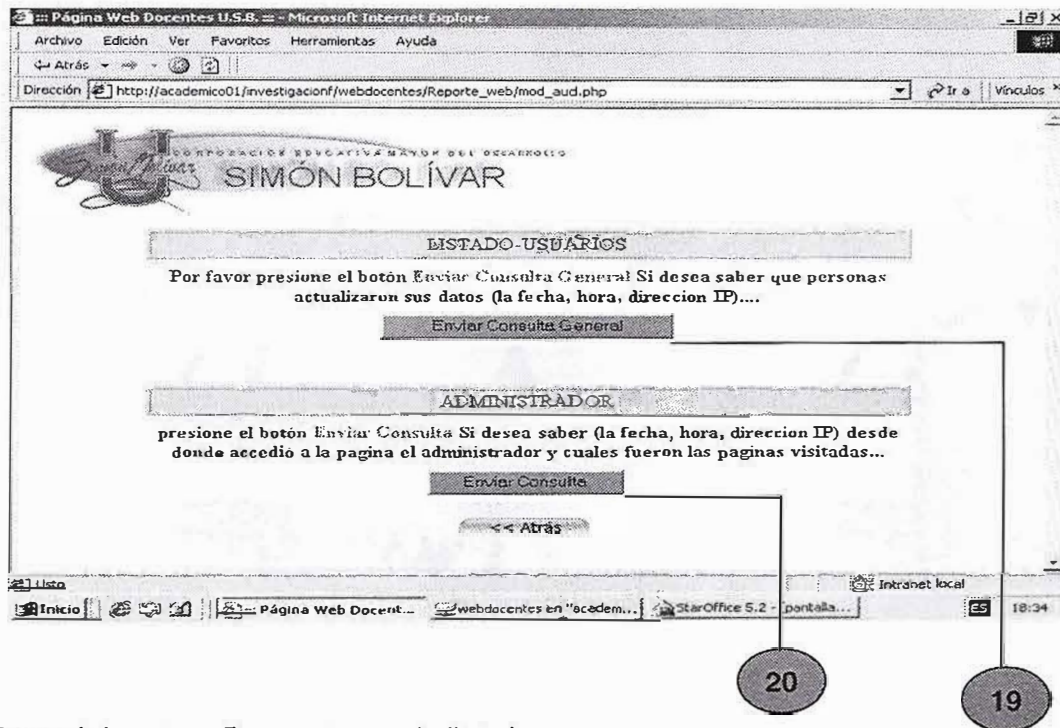 ::: Página Web Docentes U.S.B. ::: - Microsoft Internet Explorer
Archivo Edición Ver Favoritos Herramientas Ayuda
Atrás
Dirección http://academico01/investigacionf/webdocentes/Reporte_web/mod_aud.php Ir a Vínculos »
CORPORACION EDUCATIVA MAYOR DEL DESARROLLO
Simón Bolívar
SIMÓN BOLÍVAR
LISTADO-USUARIOS
Por favor presione el botón Enviar Consulta General Si desea saber que personas
actualizaron sus datos (la fecha, hora, direccion IP)....
Enviar Consulta General
ADMINISTRADOR
presione el botón Enviar Consulta Si desea saber (la fecha, hora, direccion IP) desde
donde accedió a la pagina el administrador y cuales fueron las paginas visitadas...
Enviar Consulta
<< Atrás
Listo Intranet local
Inicio Página Web Docent... webdocentes en "academ... StarOffice 5.2 - [pantalla... ES 18:34
20
19